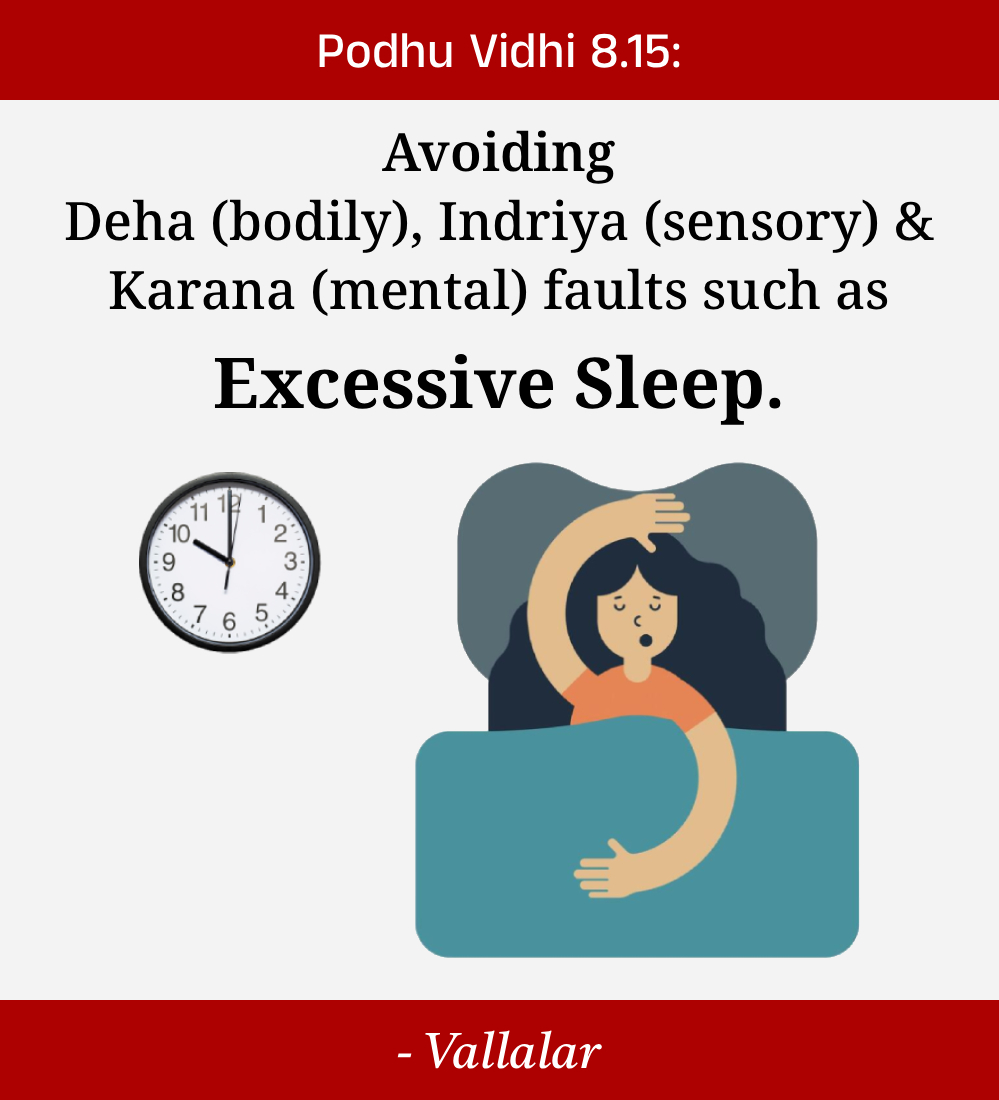 Podhu Vidhi 8.15:
Avoiding
Deha (bodily), Indriya (sensory) &
Karana (mental) faults such as
Excessive Sleep.
12
11 1
10 2
9 3
8 4
7 5
6
- Vallalar